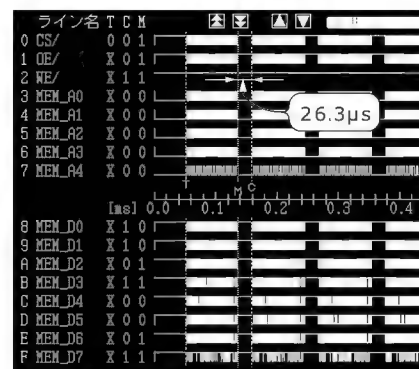 ライン名 T C M
0 CS/ 0 0 1
1 OE/ X 0 1
2 WE/ X 1 1
3 MEM_A0 X 0 0
4 MEM_A1 X 0 0
5 MEM_A2 X 0 0
6 MEM_A3 X 0 0
7 MEM_A4 X 0 0
26.3μs
T M C
[ms] 0.0 0.1 0.2 0.3 0.4
8 MEM_D0 X 1 0
9 MEM_D1 X 1 0
A MEM_D2 X 0 1
B MEM_D3 X 1 1
C MEM_D4 X 0 0
D MEM_D5 X 0 0
E MEM_D6 X 0 1
F MEM_D7 X 1 1